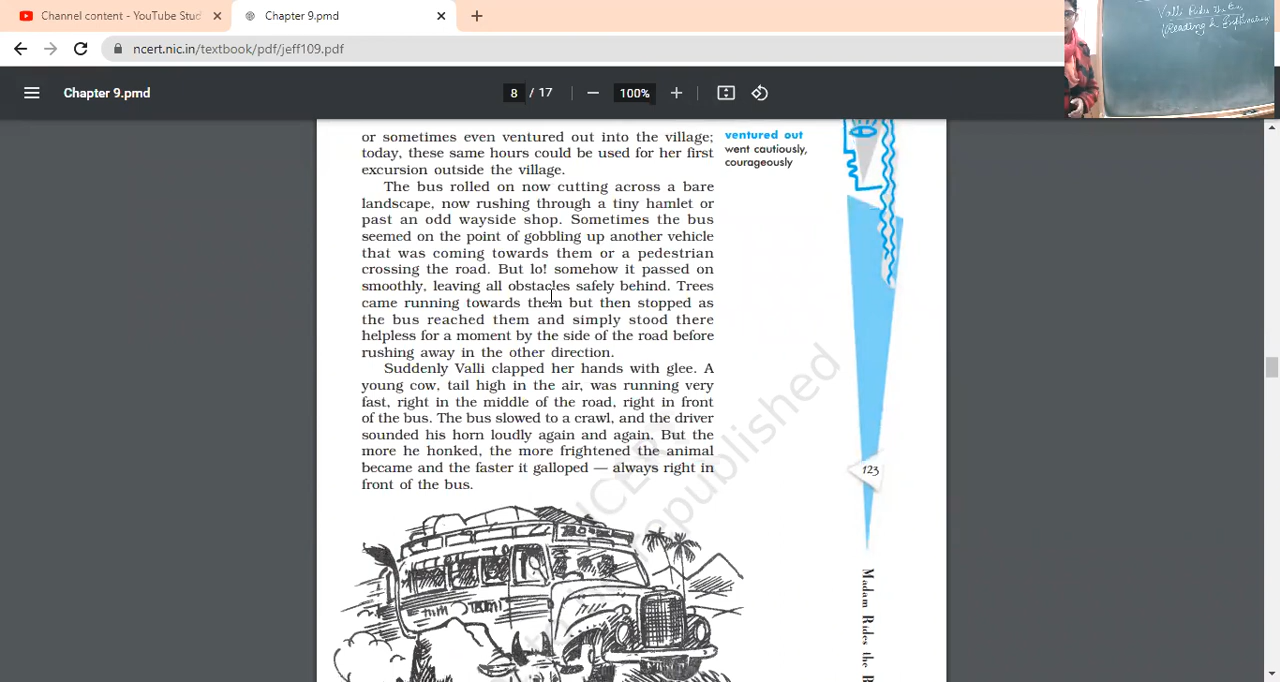 Channel content - YouTube Stud
Chapter 9.pmd
ncert.nic.in/textbook/pdf/jeff109.pdf
Valli Rides the Bus
(Reading & Explanation)
Chapter 9.pmd
8 / 17
100%
or sometimes even ventured out into the village;
today, these same hours could be used for her first
excursion outside the village.
ventured out
went cautiously,
courageously
The bus rolled on now cutting across a bare
landscape, now rushing through a tiny hamlet or
past an odd wayside shop. Sometimes the bus
seemed on the point of gobbling up another vehicle
that was coming towards them or a pedestrian
crossing the road. But lo! somehow it passed on
smoothly, leaving all obstacles safely behind. Trees
came running towards them but then stopped as
the bus reached them and simply stood there
helpless for a moment by the side of the road before
rushing away in the other direction.
Suddenly Valli clapped her hands with glee. A
young cow, tail high in the air, was running very
fast, right in the middle of the road, right in front
of the bus. The bus slowed to a crawl, and the driver
sounded his horn loudly again and again. But the
more he honked, the more frightened the animal
became and the faster it galloped — always right in
front of the bus.
123
Madam Rides the B
NCER
republished